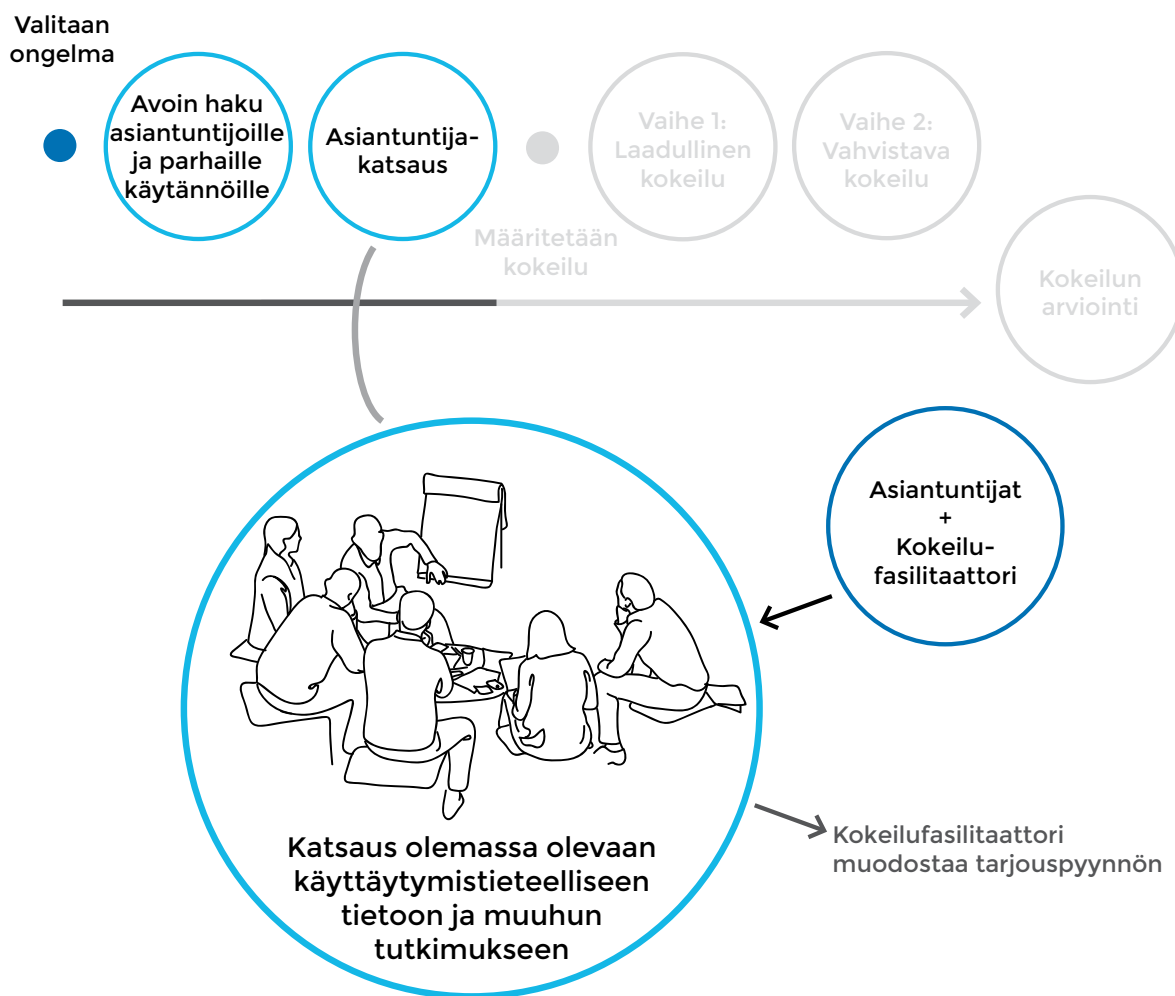 Valitaan
ongelma
Avoin haku
asiantuntijoille
ja parhaille
käytännöille
Asiantuntija-
katsaus
Määritetään
kokeilu
Vaihe 1:
Laadullinen
kokeilu
Vaihe 2:
Vahvistava
kokeilu
Kokeilun
arviointi
Asiantuntijat
+
Kokeilu-
fasilitaattori
Katsaus olemassa olevaan
käyttäytymistieteelliseen
tietoon ja muuhun
tutkimukseen
Kokeilufasilitaattori
muodostaa tarjouspyynnön